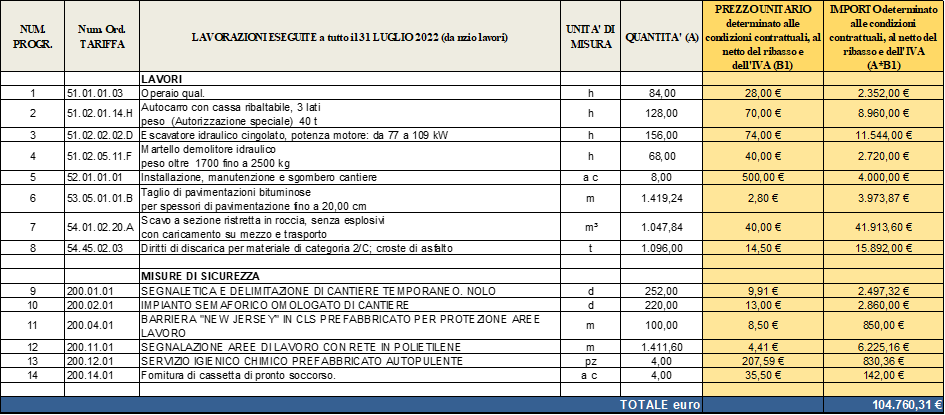 NUM. PROGR. Num. Ord. TARIFFA LAVORAZIONI ESEGUITE a tutto il 31 LUGLIO 2022 (da nzio lavori) UNITA' DI MISURA QUANTITA' (A) PREZZO UNITARIO determinato alle condizioni contrattuali, al netto del ribasso e dell'IVA (B1) IMPORTO determinato alle condizioni contrattuali, al netto del ribasso e dell'IVA (A*B1)
LAVORI
1 51.01.01.03 Operaio qual. h 84,00 28,00 € 2.352,00 €
2 51.02.01.14.H Autocarro con cassa ribaltabile, 3 lati
peso (Autorizzazione speciale) 40 t h 128,00 70,00 € 8.960,00 €
3 51.02.02.02.D Escavatore idraulico cingolato, potenza motore: da 77 a 109 kW h 156,00 74,00 € 11.544,00 €
4 51.02.05.11.F Martello demolitore idraulico
peso oltre 1700 fino a 2500 kg h 68,00 40,00 € 2.720,00 €
5 52.01.01.01 Installazione, manutenzione e sgombero cantiere a c 8,00 500,00 € 4.000,00 €
6 53.05.01.01.B Taglio di pavimentazioni bituminose
per spessori di pavimentazione fino a 20,00 cm m 1.419,24 2,80 € 3.973,87 €
7 54.01.02.20.A Scavo a sezione ristretta in roccia, senza esplosivi
con caricamento su mezzo e trasporto m³ 1.047,84 40,00 € 41.913,60 €
8 54.45.02.03 Diritti di discarica per materiale di categoria 2/C; croste di asfalto t 1.096,00 14,50 € 15.892,00 €
MISURE DI SICUREZZA
9 200.01.01 SEGNALETICA E DELIMITAZIONE DI CANTIERE TEMPORANEO. NOLO d 252,00 9,91 € 2.497,32 €
10 200.02.01 IMPIANTO SEMAFORICO OMOLOGATO DI CANTIERE d 220,00 13,00 € 2.860,00 €
11 200.04.01 BARRIERA "NEW JERSEY" IN CLS PREFABBRICATO PER PROTEZIONE AREE
LAVORO m 100,00 8,50 € 850,00 €
12 200.11.01 SEGNALAZIONE AREE DI LAVORO CON RETE IN POLIETILENE m 1.411,60 4,41 € 6.225,16 €
13 200.12.01 SERVIZIO IGIENICO CHIMICO PREFABBRICATO AUTOPULENTE pz 4,00 207,59 € 830,36 €
14 200.14.01 Fornitura di cassetta di pronto soccorso. a c 4,00 35,50 € 142,00 €
TOTALE euro 104.760,31 €